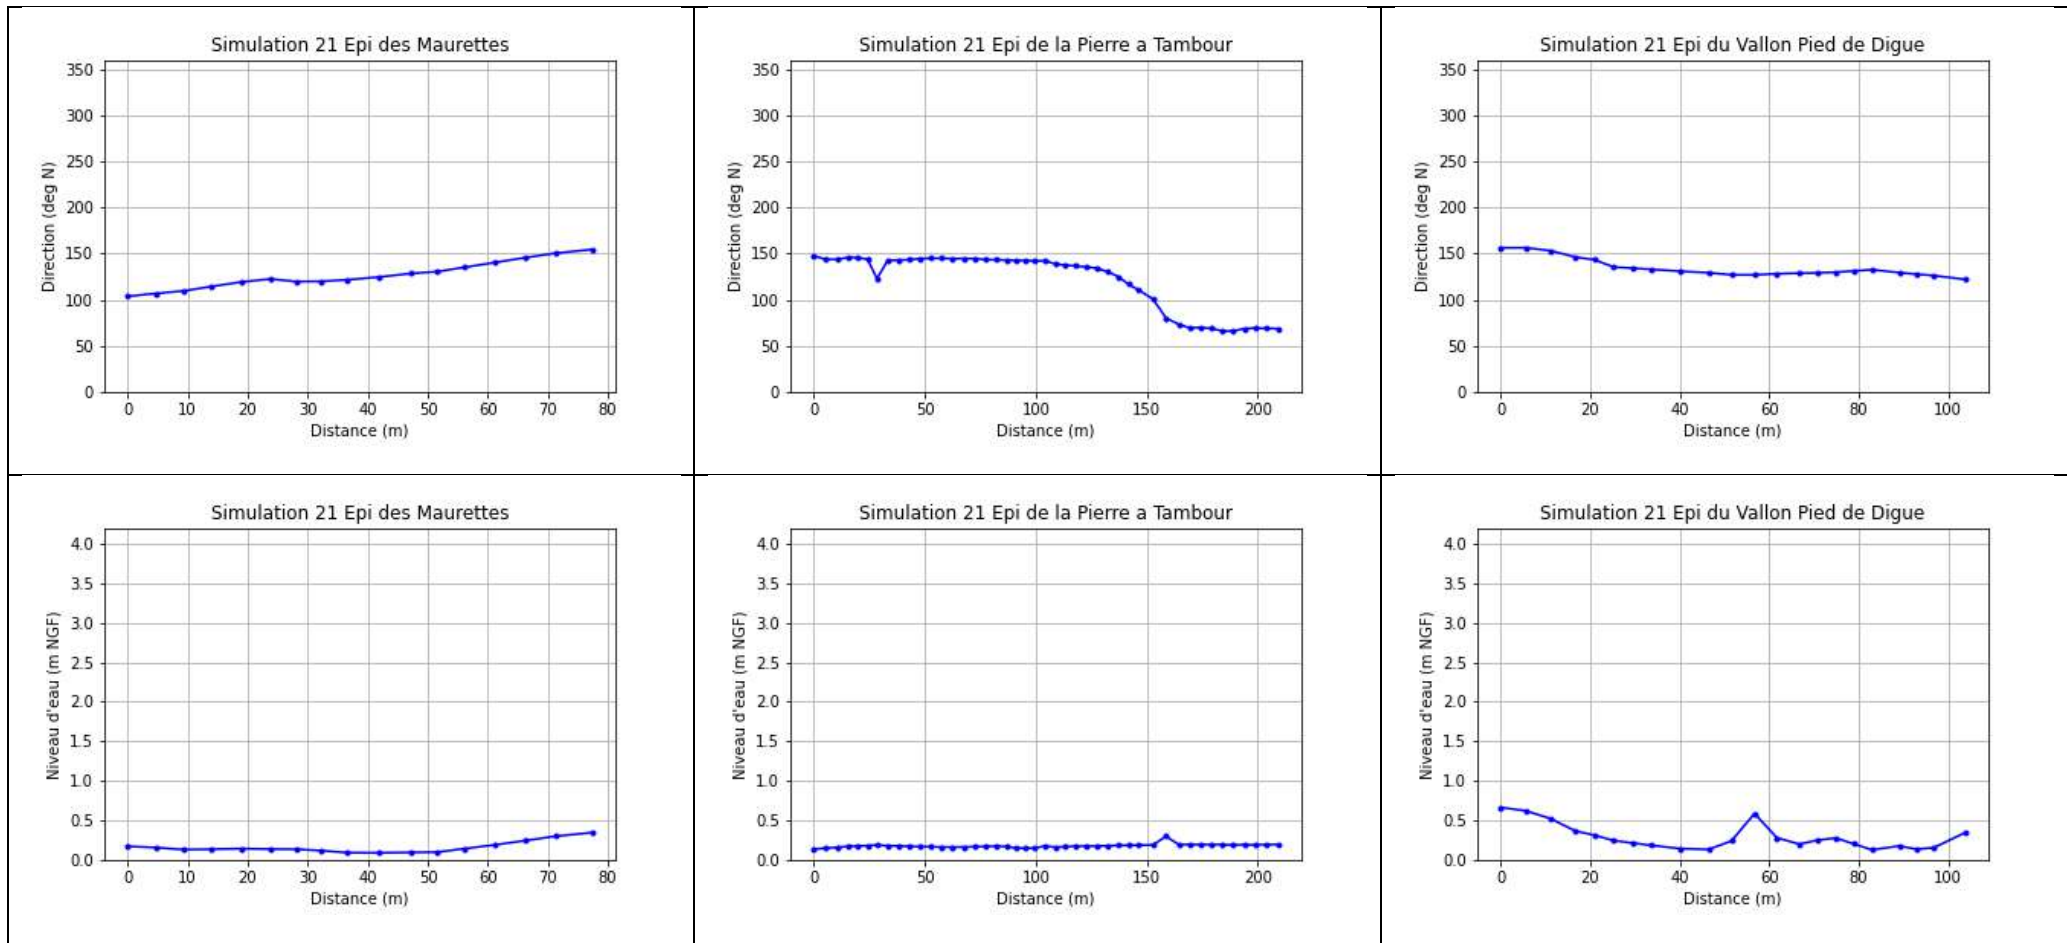 Simulation 21 Epi des Maurettes
350
300
250
200
150
100
50
0
Direction (deg N)
0 10 20 30 40 50 60 70 80
Distance (m)
Simulation 21 Epi de la Pierre a Tambour
350
300
250
200
150
100
50
0
Direction (deg N)
0 50 100 150 200
Distance (m)
Simulation 21 Epi du Vallon Pied de Digue
350
300
250
200
150
100
50
0
Direction (deg N)
0 20 40 60 80 100
Distance (m)
Simulation 21 Epi des Maurettes
4.0
3.5
3.0
2.5
2.0
1.5
1.0
0.5
0.0
Niveau d'eau (m NGF)
0 10 20 30 40 50 60 70 80
Distance (m)
Simulation 21 Epi de la Pierre a Tambour
4.0
3.5
3.0
2.5
2.0
1.5
1.0
0.5
0.0
Niveau d'eau (m NGF)
0 50 100 150 200
Distance (m)
Simulation 21 Epi du Vallon Pied de Digue
4.0
3.5
3.0
2.5
2.0
1.5
1.0
0.5
0.0
Niveau d'eau (m NGF)
0 20 40 60 80 100
Distance (m)